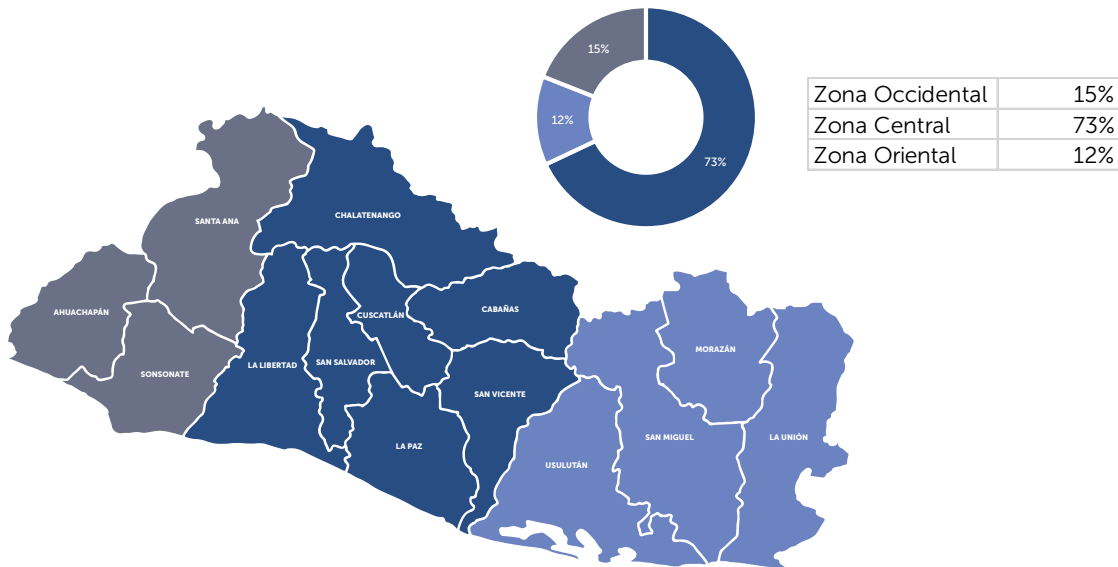 15%
12%
73%
Zona Occidental 15%
Zona Central 73%
Zona Oriental 12%
SANTA ANA
CHALATENANGO
AHUACHAPÁN
CUSCATLÁN
CABAÑAS
SONSONATE
LA LIBERTAD
SAN SALVADOR
MORAZÁN
SAN VICENTE
LA PAZ
SAN MIGUEL
LA UNIÓN
USULUTÁN